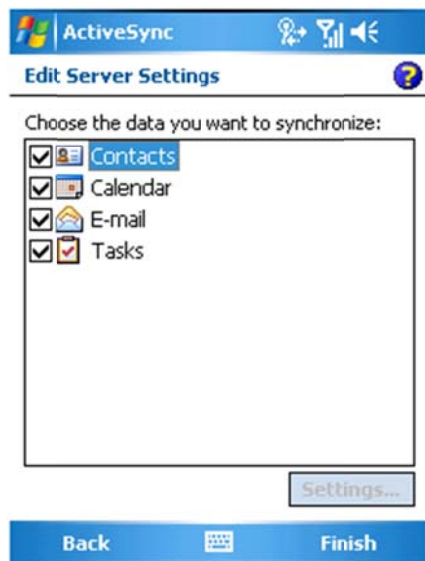 ActiveSync
Edit Server Settings
?
Choose the data you want to synchronize:
Contacts
Calendar
E-mail
Tasks
Settings...
Back Finish